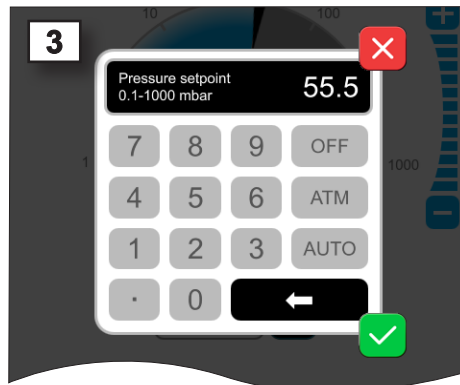 3
10 100
Pressure setpoint
0.1-1000 mbar
55.5
7 8 9 OFF
1 1000
4 5 6 ATM
1 2 3 AUTO
. 0